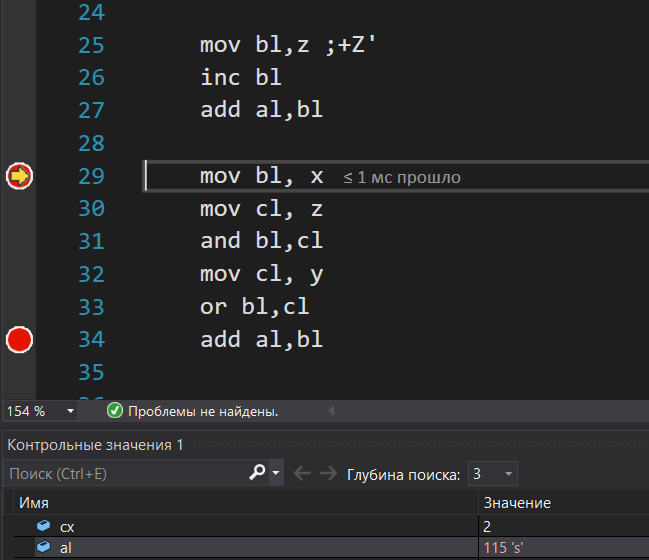 24
25 mov bl,z ;+Z'
26 inc bl
27 add al,bl
28
29 mov bl, x ≤ 1 мс прошло
30 mov cl, z
31 and bl,cl
32 mov cl, y
33 or bl,cl
34 add al,bl
35
154 % Проблемы не найдены.
Контрольные значения 1
Поиск (Ctrl+E) Глубина поиска: 3
Имя Значение
cx 2
al 115 's'